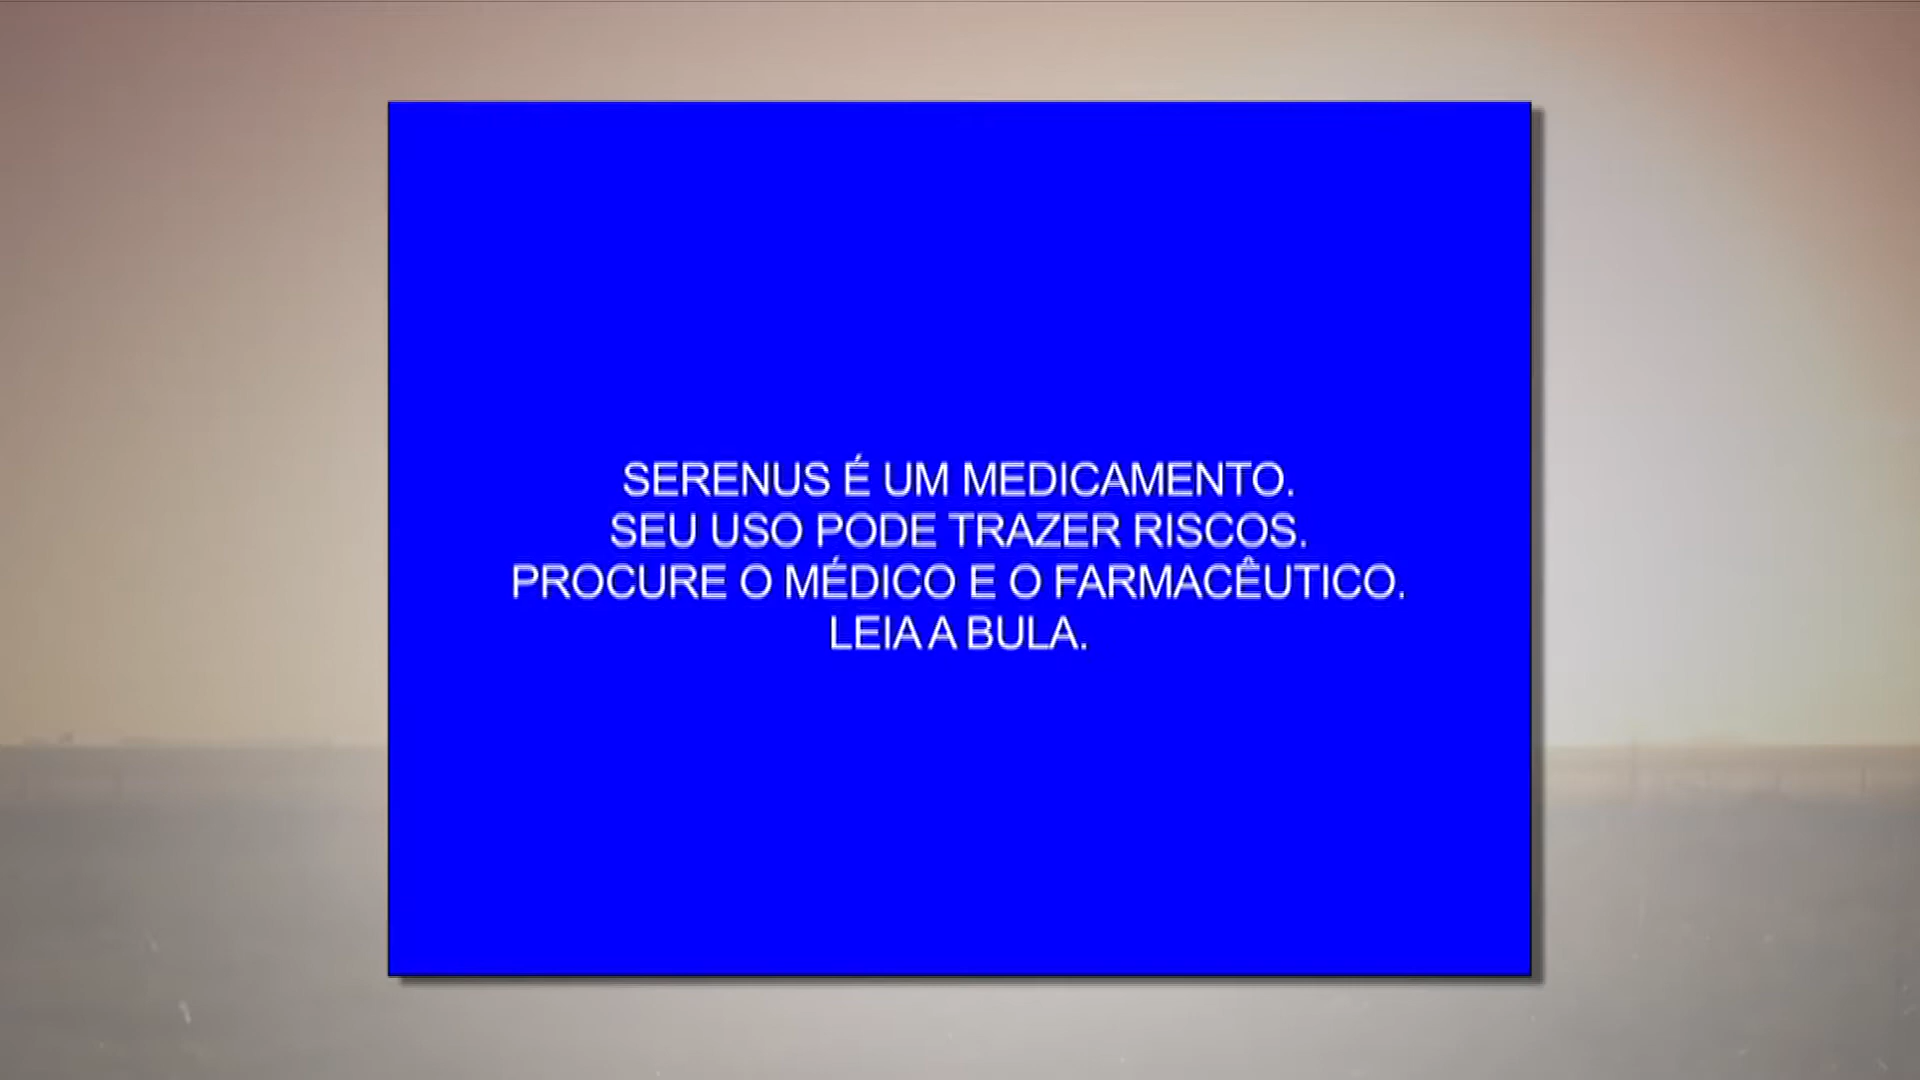 SERENUS É UM MEDICAMENTO.
SEU USO PODE TRAZER RISCOS.
PROCURE O MÉDICO E O FARMACÊUTICO.
LEIA A BULA.